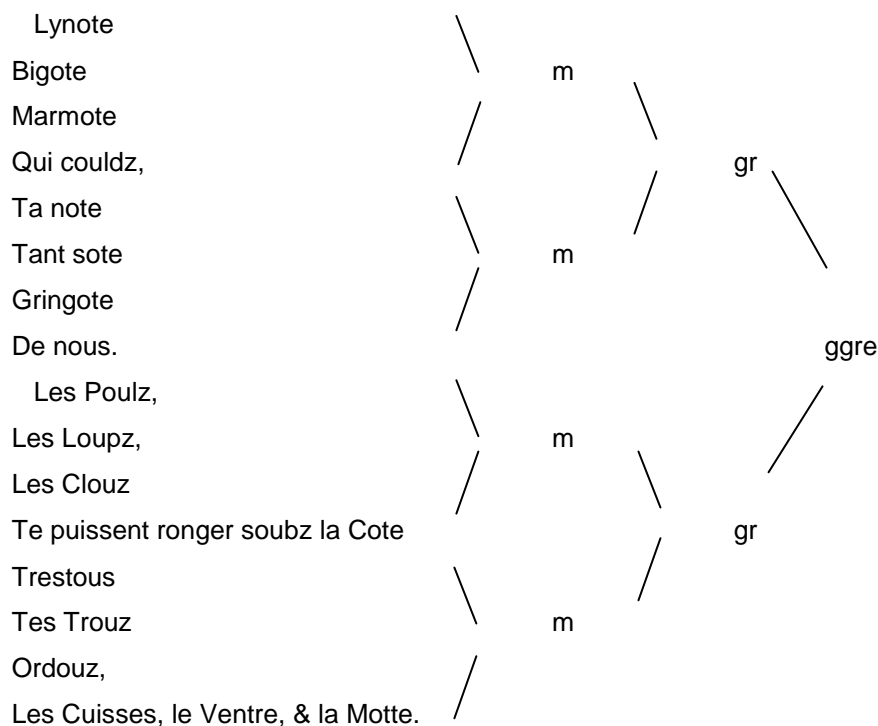 Lynote
Bigote m
Marmote
Qui couldz, gr
Ta note
Tant sote m
Gringote
De nous. ggre
Les Poulz,
Les Loupz, m
Les Clouz
Te puissent ronger soubz la Cote gr
Trestous
Tes Trouz m
Ordouz,
Les Cuisses, le Ventre, & la Motte.